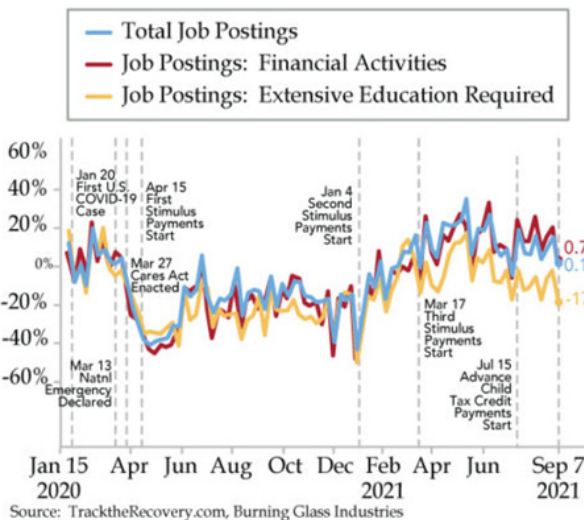 Total Job Postings
Job Postings: Financial Activities
Job Postings: Extensive Education Required
60%
40%
20%
0%
-20%
-40%
-60%
Jan 20
First U.S.
COVID-19
Case
Apr 15
First
Stimulus
Payments
Start
Mar 27
Cares Act
Enacted
Mar 13
Natnl
Emergency
Declared
Jan 4
Second
Stimulus
Payments
Start
Mar 17
Third
Stimulus
Payments
Start
Jul 15
Advance
Child
Tax Credit
Payments
Start
0.7
0.1
Jan 15 Apr Jun Aug Oct Dec Feb Apr Jun Sep 7
2020 2021 2021
Source: TracktheRecovery.com, Burning Glass Industries